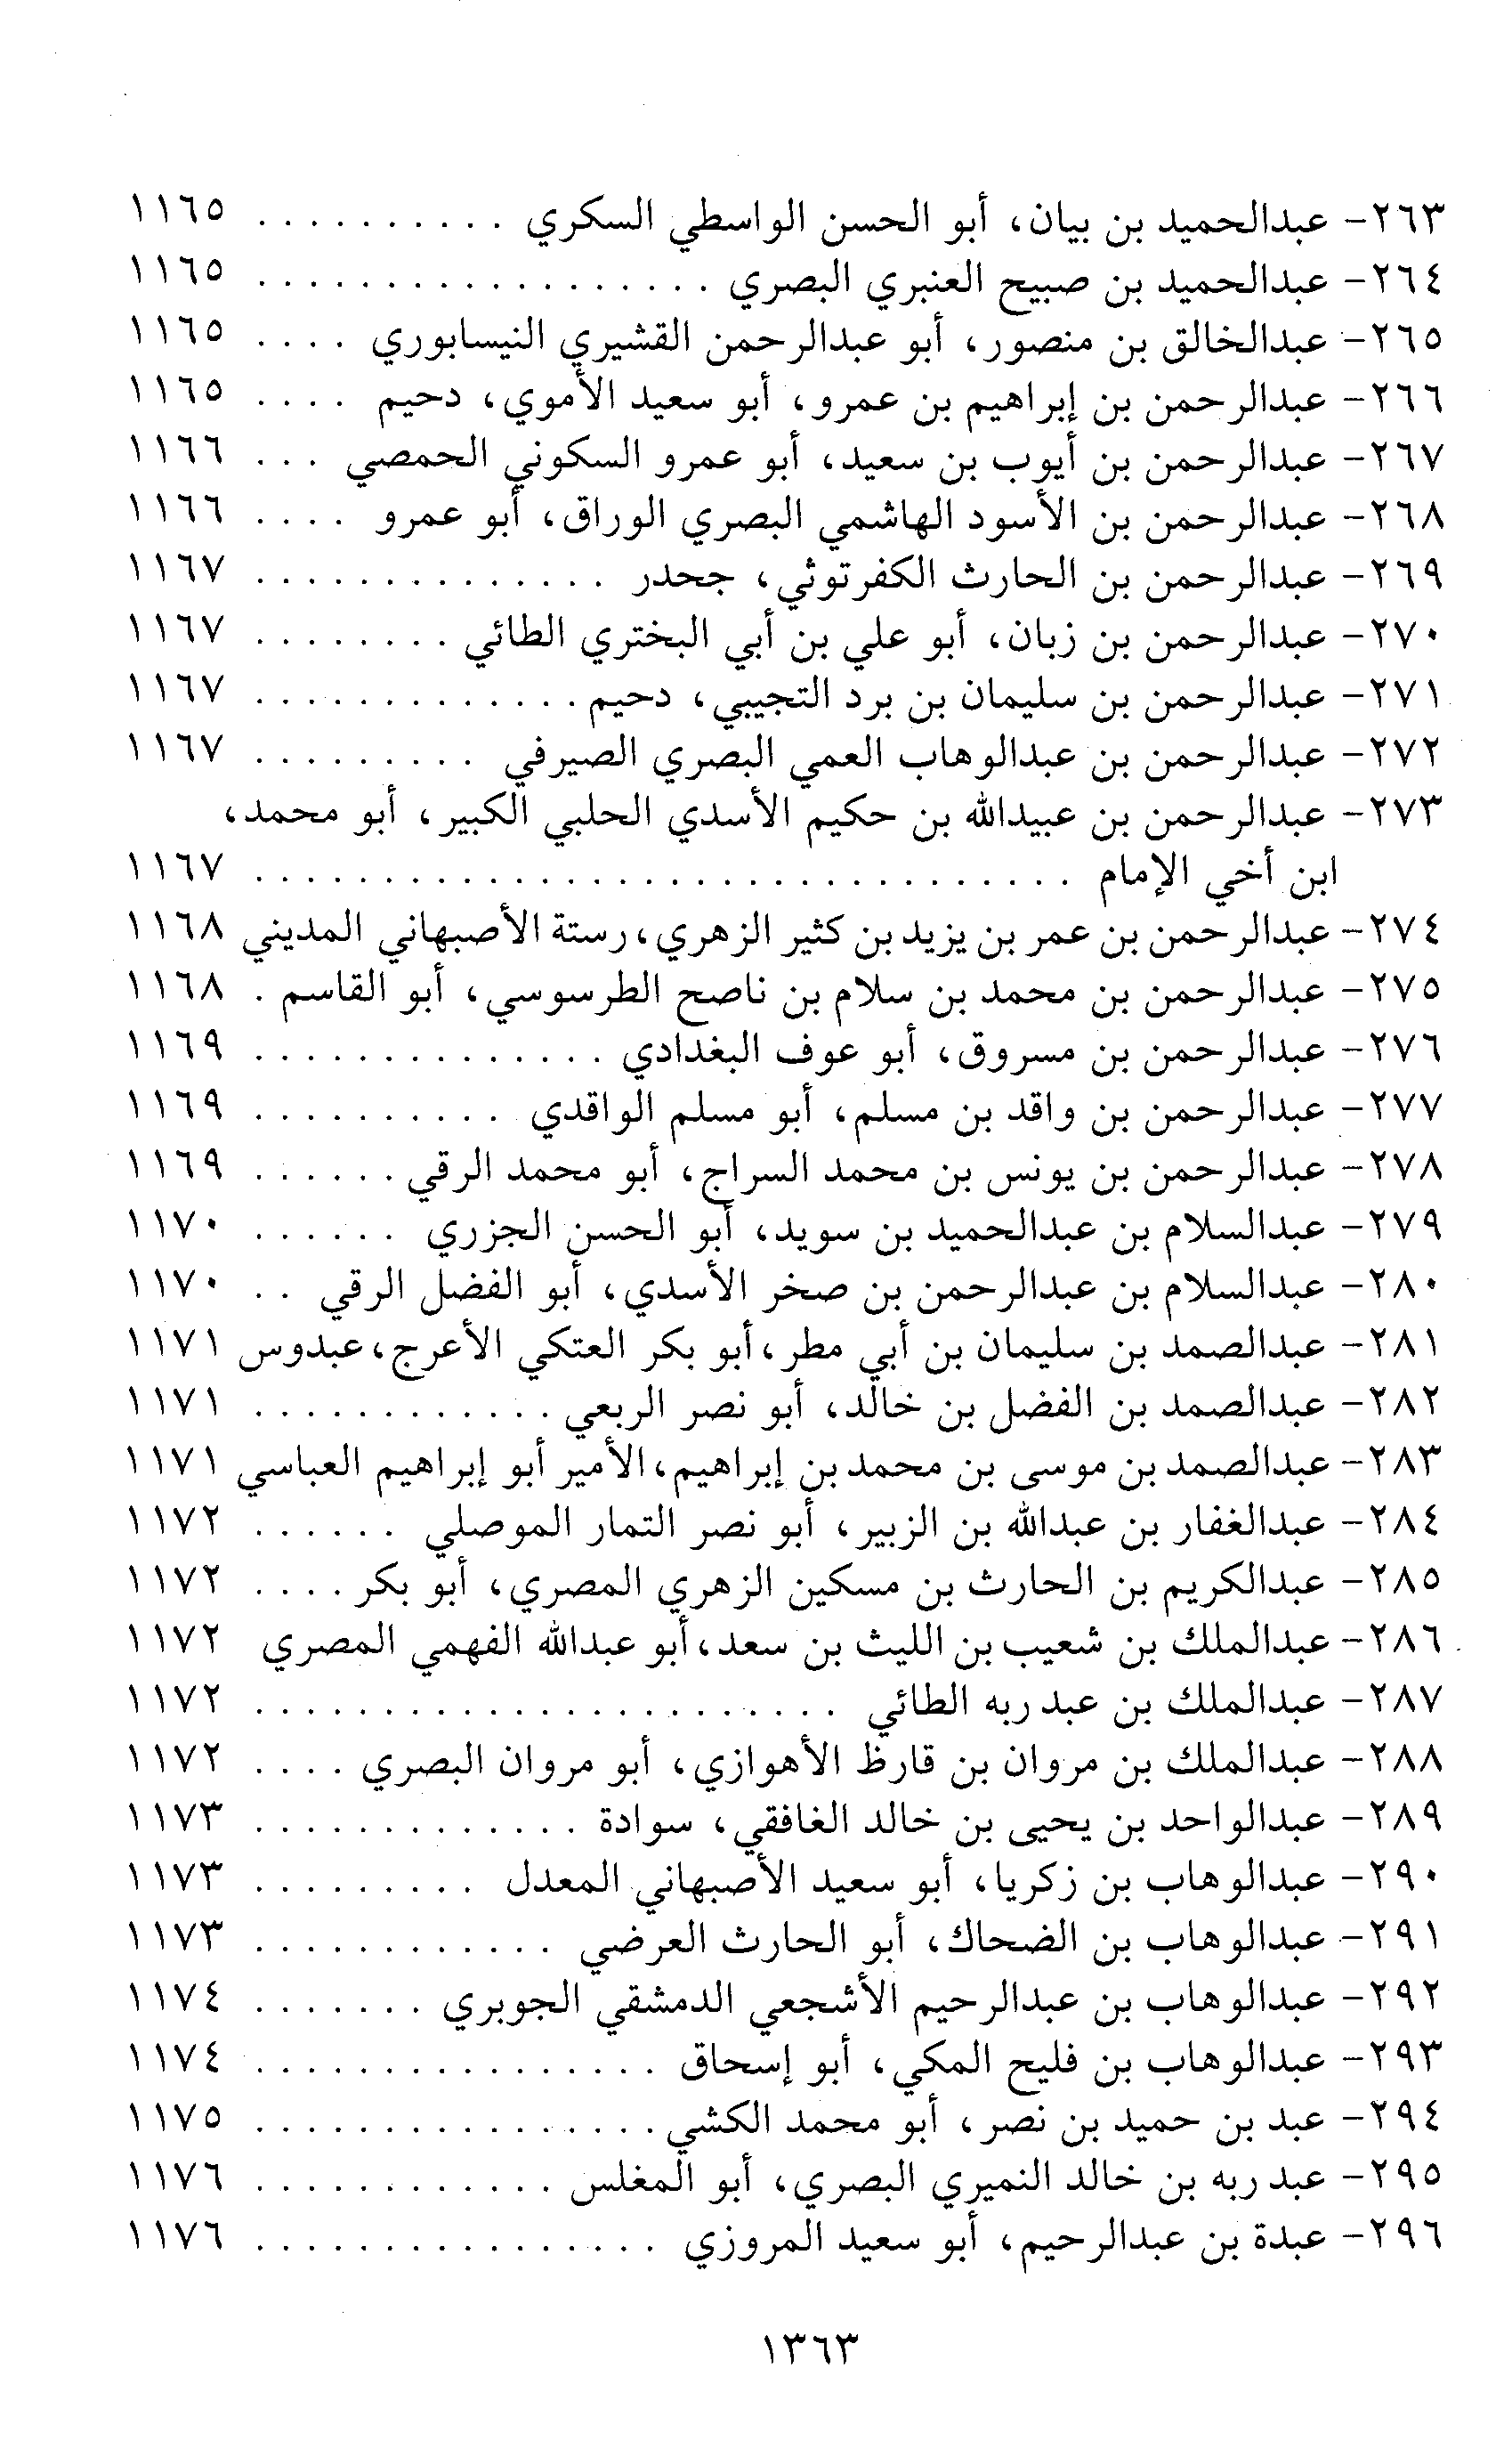 ٢٦٣- عبدالحميد بن بيان، أبو الحسن الواسطي السكري . . . . . . . . . . ١١٦٥
٢٦٤- عبدالحميد بن صبيح العنبري البصري . . . . . . . . . . . . . . . . . . ١١٦٥
٢٦٥- عبدالخالق بن منصور، أبو عبدالرحمن القشيري النيسابوري . . . . ١١٦٥
٢٦٦- عبدالرحمن بن إبراهيم بن عمرو، أبو سعيد الأموي، دحيم . . . . ١١٦٥
٢٦٧- عبدالرحمن بن أيوب بن سعيد، أبو عمرو السكوني الحمصي . . . ١١٦٦
٢٦٨- عبدالرحمن بن الأسود الهاشمي البصري الوراق، أبو عمرو . . . . ١١٦٦
٢٦٩- عبدالرحمن بن الحارث الكفرتوثي، جحدر . . . . . . . . . . . . . . ١١٦٧
٢٧٠- عبدالرحمن بن زبان، أبو علي بن أبي البختري الطائي . . . . . . . . ١١٦٧
٢٧١- عبدالرحمن بن سليمان بن برد التجيبي، دحيم . . . . . . . . . . . . . ١١٦٧
٢٧٢- عبدالرحمن بن عبدالوهاب العمي البصري الصيرفي . . . . . . . . . ١١٦٧
٢٧٣- عبدالرحمن بن عبيدالله بن حكيم الأسدي الحلبي الكبير، أبو محمد،
ابن أخي الإمام . . . . . . . . . . . . . . . . . . . . . . . . . . . . . . . . ١١٦٧
٢٧٤- عبدالرحمن بن عمر بن يزيد بن كثير الزهري، رستة الأصبهاني المديني ١١٦٨
٢٧٥- عبدالرحمن بن محمد بن سلام بن ناصح الطرسوسي، أبو القاسم . ١١٦٨
٢٧٦- عبدالرحمن بن مسروق، أبو عوف البغدادي . . . . . . . . . . . . . . ١١٦٩
٢٧٧- عبدالرحمن بن واقد بن مسلم، أبو مسلم الواقدي . . . . . . . . . . ١١٦٩
٢٧٨- عبدالرحمن بن يونس بن محمد السراج، أبو محمد الرقي . . . . . . ١١٦٩
٢٧٩- عبدالسلام بن عبدالحميد بن سويد، أبو الحسن الجزري . . . . . . ١١٧٠
٢٨٠- عبدالسلام بن عبدالرحمن بن صخر الأسدي، أبو الفضل الرقي . . ١١٧٠
٢٨١- عبدالصمد بن سليمان بن أبي مطر، أبو بكر العتكي الأعرج، عبدوس ١١٧١
٢٨٢- عبدالصمد بن الفضل بن خالد، أبو نصر الربعي . . . . . . . . . . . . ١١٧١
٢٨٣- عبدالصمد بن موسى بن محمد بن إبراهيم، الأمير أبو إبراهيم العباسي ١١٧١
٢٨٤- عبدالغفار بن عبدالله بن الزبير، أبو نصر التمار الموصلي . . . . . . ١١٧٢
٢٨٥- عبدالكريم بن الحارث بن مسكين الزهري المصري، أبو بكر . . . . ١١٧٢
٢٨٦- عبدالملك بن شعيب بن الليث بن سعد، أبو عبدالله الفهمي المصري ١١٧٢
٢٨٧- عبدالملك بن عبد ربه الطائي . . . . . . . . . . . . . . . . . . . . . . . ١١٧٢
٢٨٨- عبدالملك بن مروان بن قارظ الأهوازي، أبو مروان البصري . . . . ١١٧٢
٢٨٩- عبدالواحد بن يحيى بن خالد الغافقي، سوادة . . . . . . . . . . . . . ١١٧٣
٢٩٠- عبدالوهاب بن زكريا، أبو سعيد الأصبهاني المعدل . . . . . . . . . ١١٧٣
٢٩١- عبدالوهاب بن الضحاك، أبو الحارث العرضي . . . . . . . . . . . . ١١٧٣
٢٩٢- عبدالوهاب بن عبدالرحيم الأشجعي الدمشقي الجوبري . . . . . . . ١١٧٤
٢٩٣- عبدالوهاب بن فليح المكي، أبو إسحاق . . . . . . . . . . . . . . . . ١١٧٤
٢٩٤- عبد بن حميد بن نصر، أبو محمد الكشي . . . . . . . . . . . . . . . . ١١٧٥
٢٩٥- عبد ربه بن خالد النميري البصري، أبو المغلس . . . . . . . . . . . . ١١٧٦
٢٩٦- عبدة بن عبدالرحيم، أبو سعيد المروزي . . . . . . . . . . . . . . . . ١١٧٦
١٣٦٣